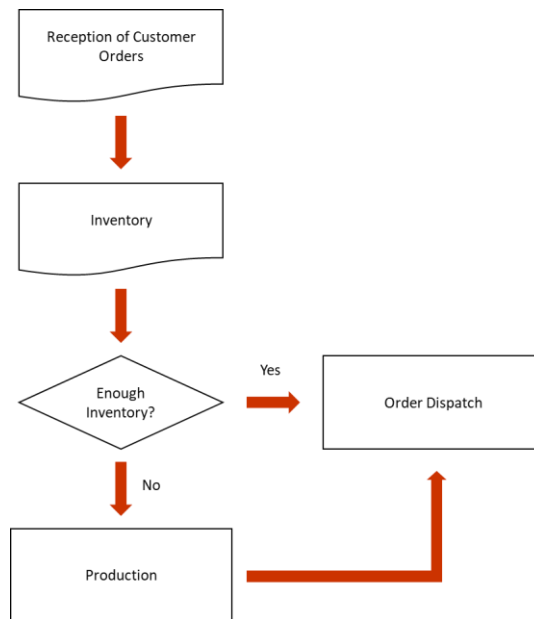 Reception of Customer
Orders
Inventory
Enough
Inventory?
Yes
Order Dispatch
No
Production